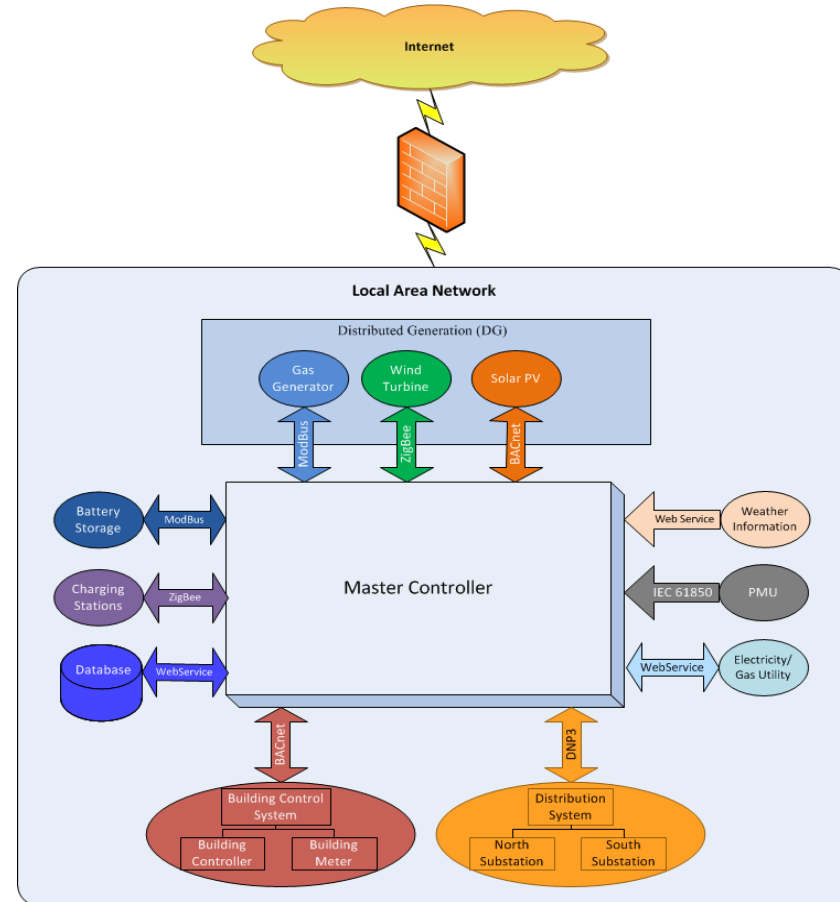 Internet
Local Area Network
Distributed Generation (DG)
Gas
Generator
Wind
Turbine
Solar PV
ModBus
ZigBee
BACnet
Battery
Storage
ModBus
Web Service
Weather
Information
Charging
Stations
ZigBee
Master Controller
IEC 61850
PMU
Database
WebService
WebService
Electricity/
Gas Utility
BACnet
DNP3
Building Control
System
Building
Controller
Building
Meter
Distribution
System
North
Substation
South
Substation